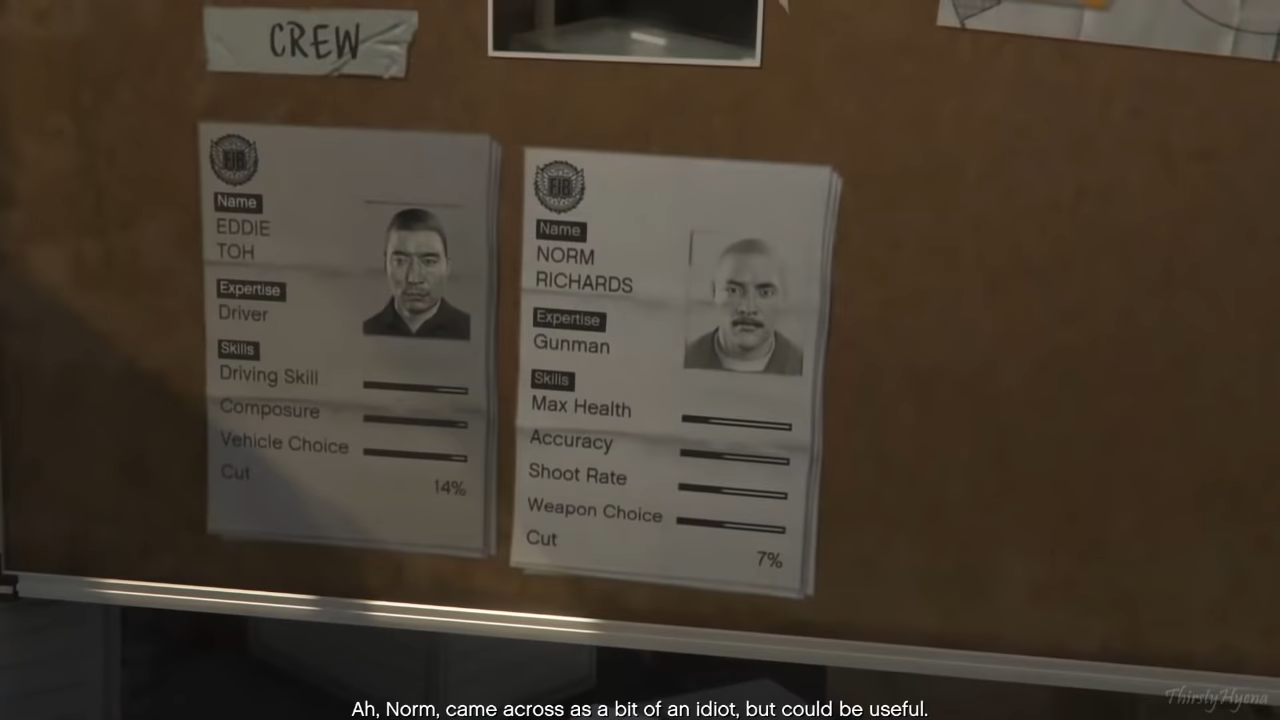 CREW
FIB
Name
EDDIE
TOH
Expertise
Driver
Skills
Driving Skill
Composure
Vehicle Choice
Cut
14%
FIB
Name
NORM
RICHARDS
Expertise
Gunman
Skills
Max Health
Accuracy
Shoot Rate
Weapon Choice
Cut
7%
ThirstyHyena
Ah, Norm, came across as a bit of an idiot, but could be useful.